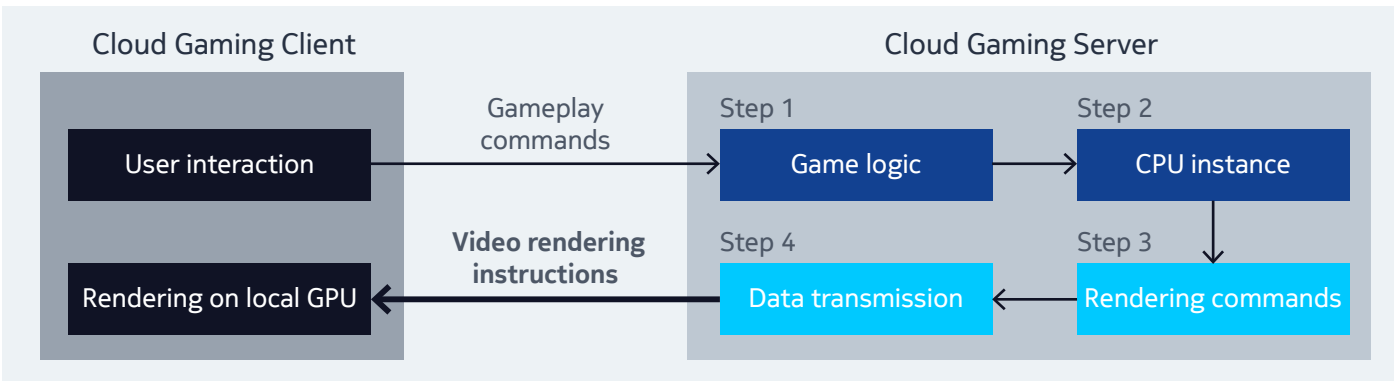 Cloud Gaming Client
Cloud Gaming Server
Gameplay
commands
Step 1
Step 2
User interaction
Game logic
CPU instance
Video rendering
instructions
Step 4
Step 3
Rendering on local GPU
Data transmission
Rendering commands